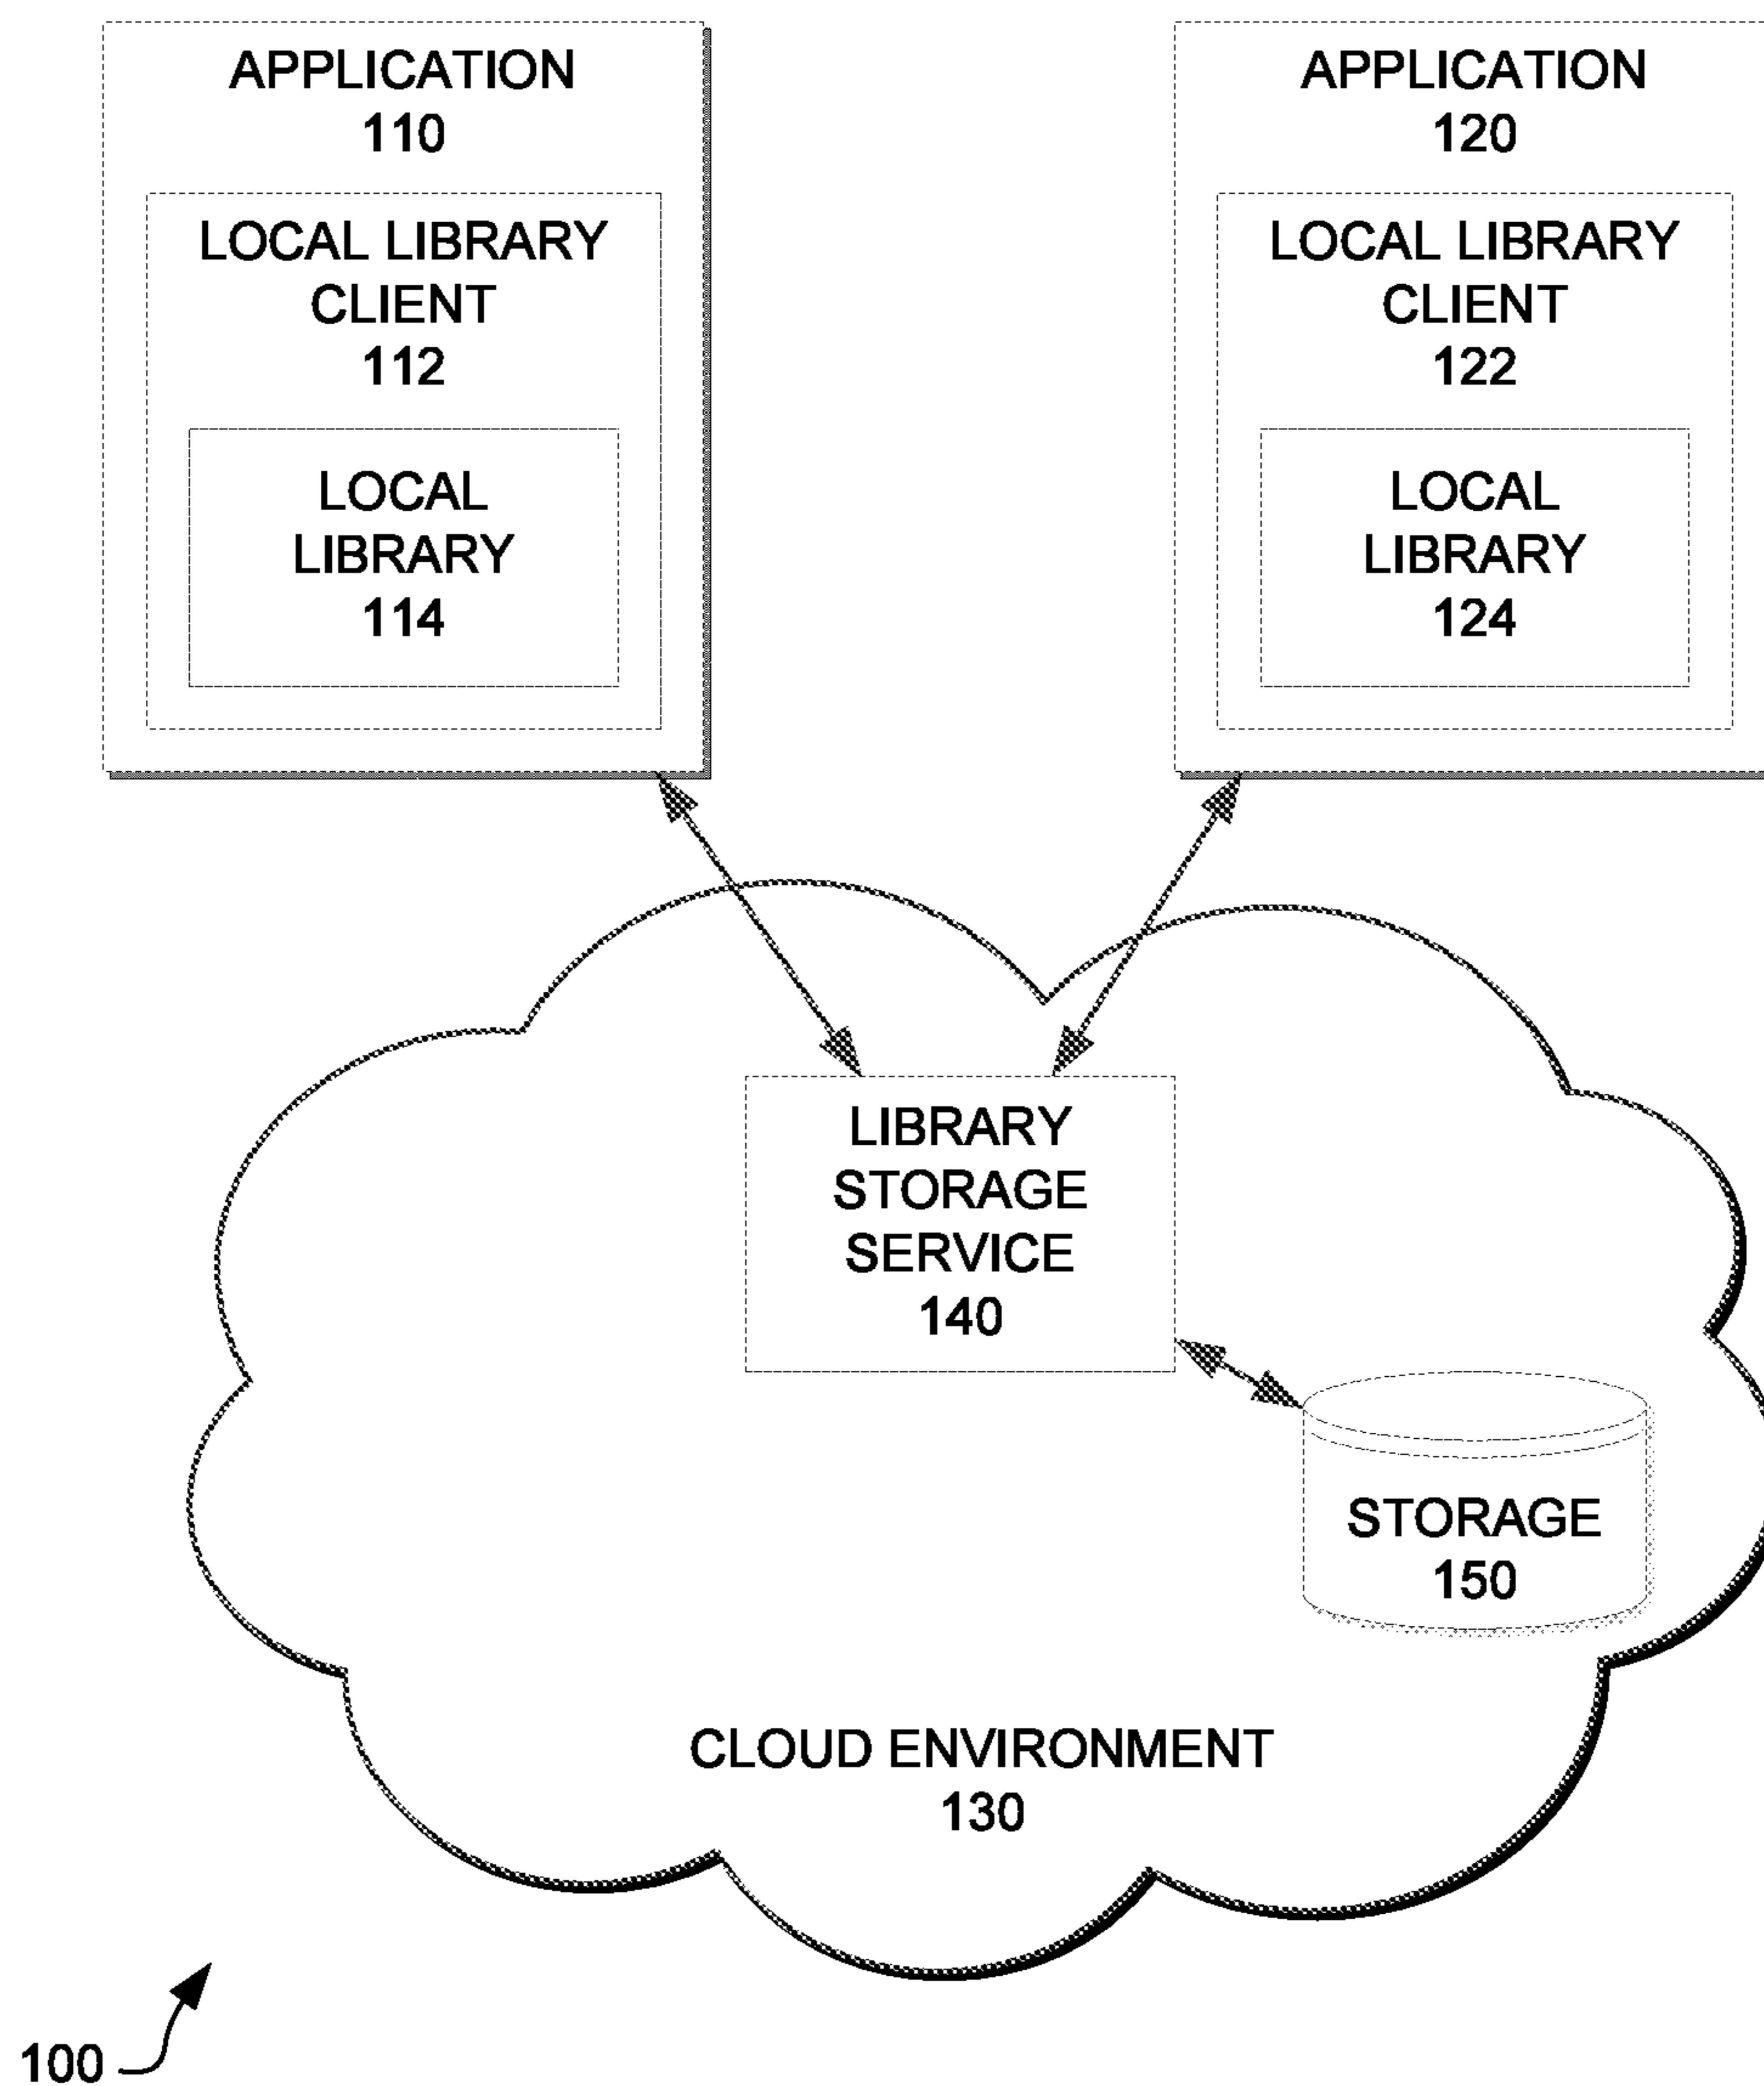 APPLICATION
110
LOCAL LIBRARY
CLIENT
112
LOCAL
LIBRARY
114
APPLICATION
120
LOCAL LIBRARY
CLIENT
122
LOCAL
LIBRARY
124
LIBRARY
STORAGE
SERVICE
140
STORAGE
150
CLOUD ENVIRONMENT
130
100